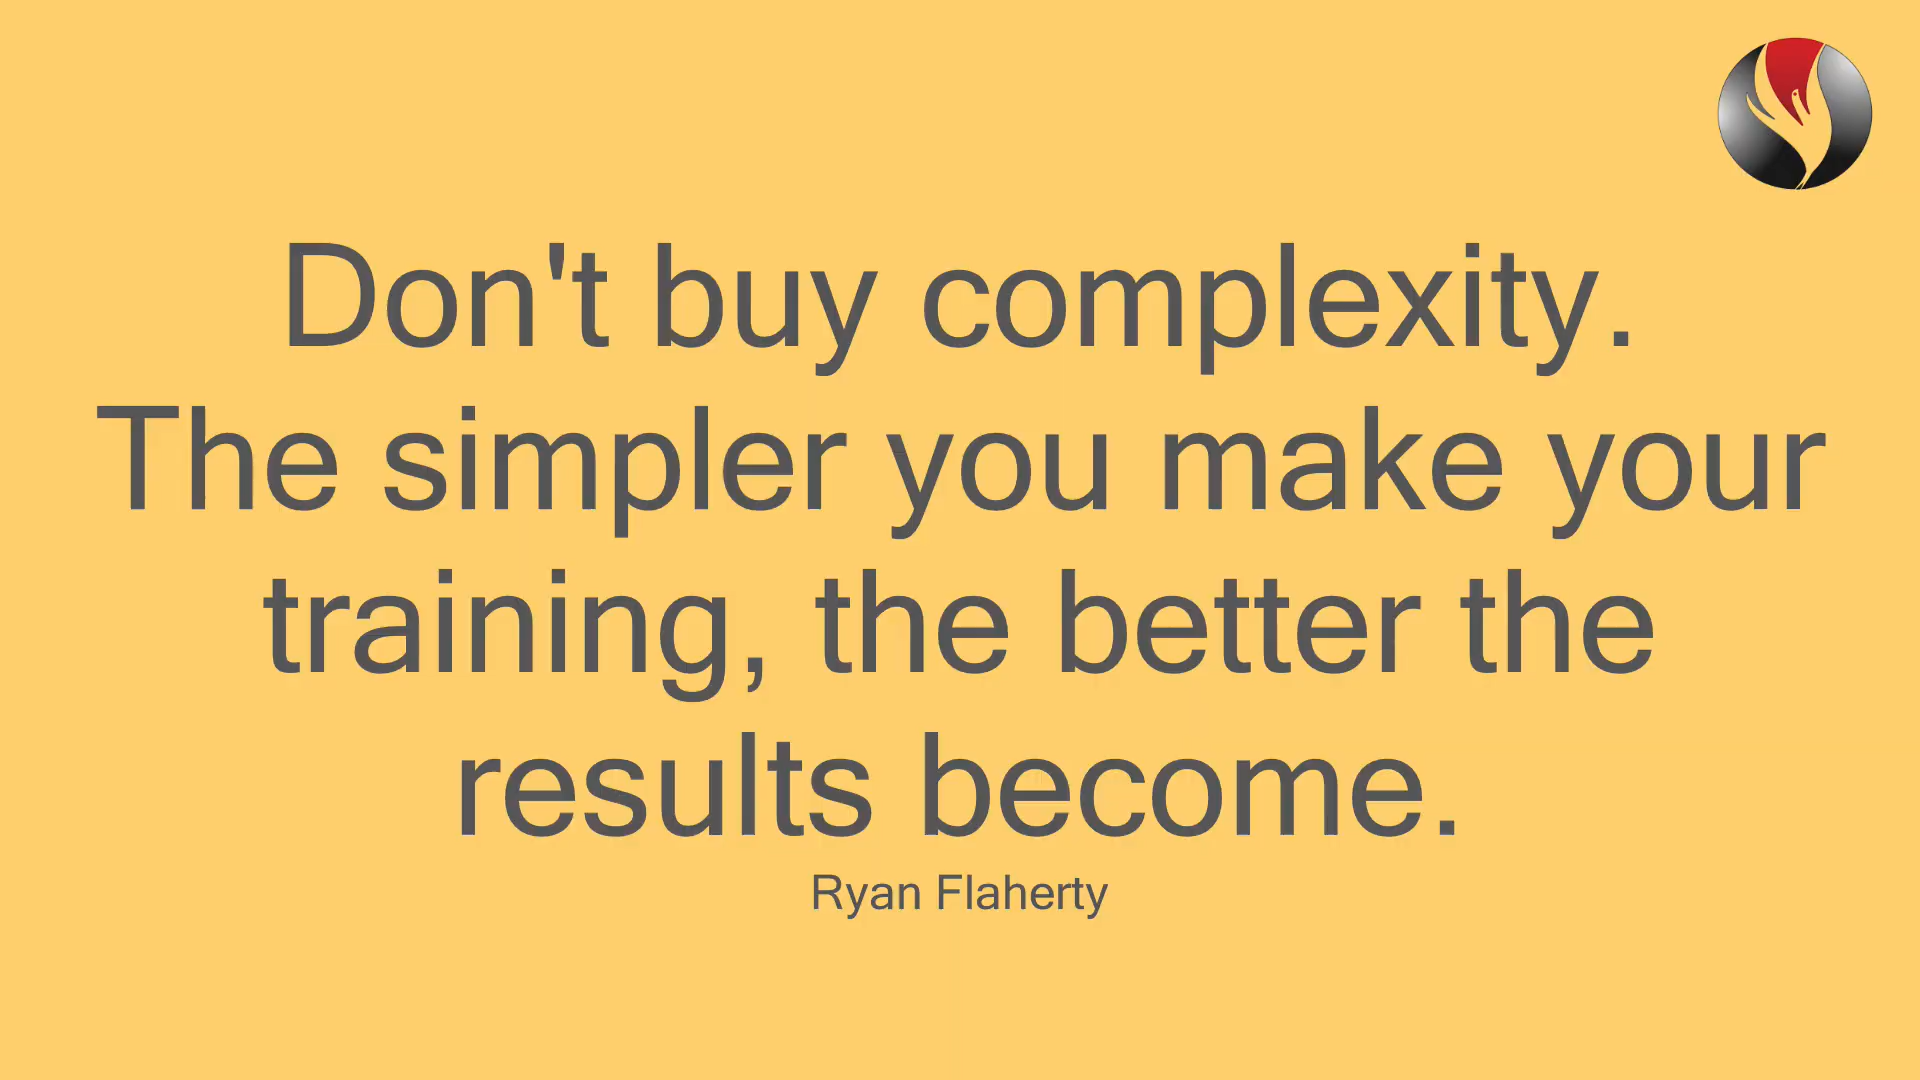 Don't buy complexity.
The simpler you make your
training, the better the
results become.
Ryan Flaherty